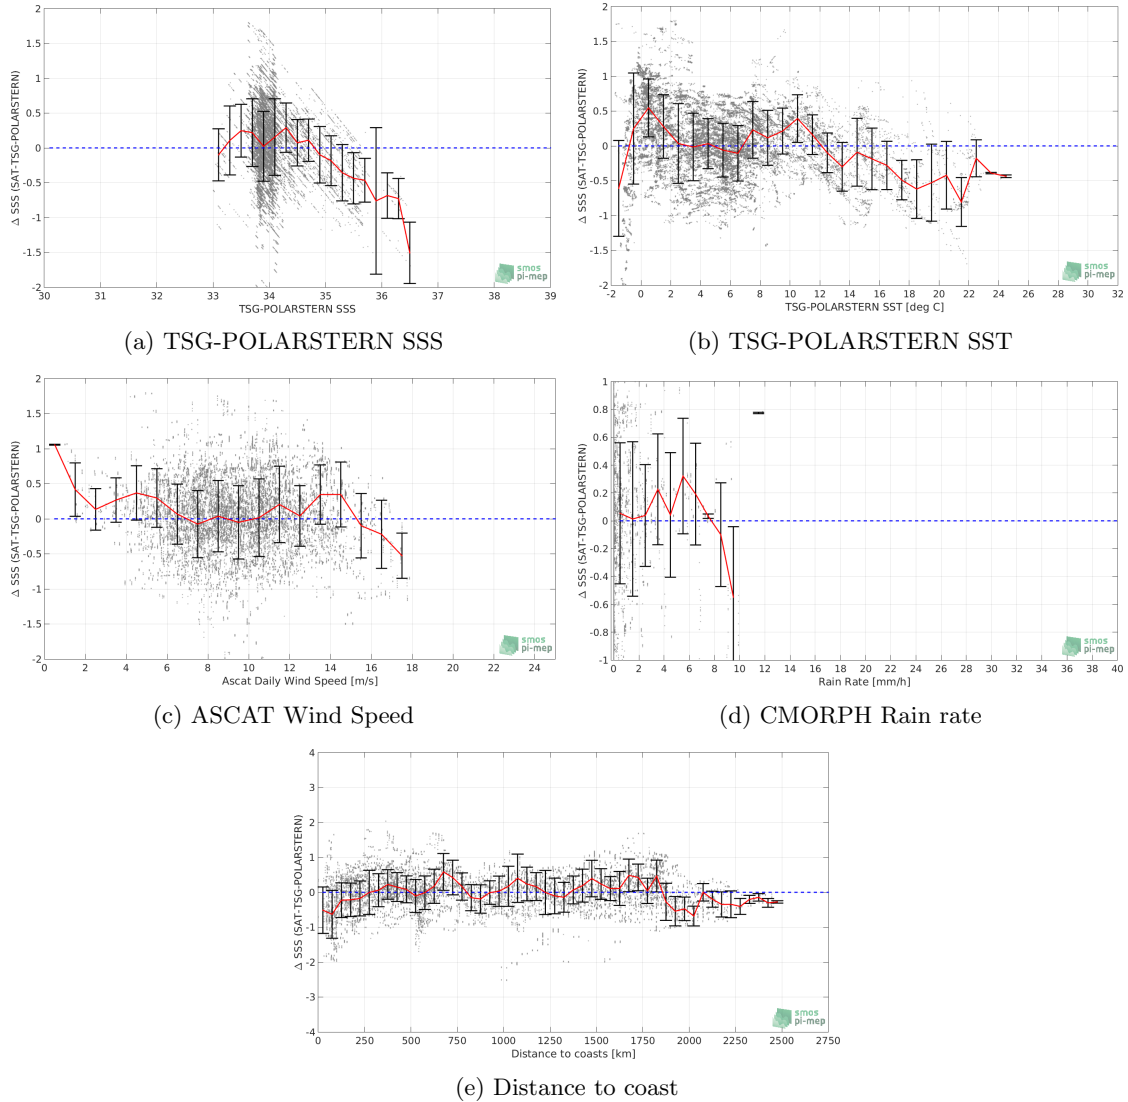 Δ SSS (SAT-TSG-POLARSTERN)
2
1.5
1
0.5
0
-0.5
-1
-1.5
-2
30 31 32 33 34 35 36 37 38 39
TSG-POLARSTERN SSS
smos
pi-mep
(a) TSG-POLARSTERN SSS
Δ SSS (SAT-TSG-POLARSTERN)
2
1.5
1
0.5
0
-0.5
-1
-1.5
-2
-2 0 2 4 6 8 10 12 14 16 18 20 22 24 26 28 30 32
TSG-POLARSTERN SST [deg C]
smos
pi-mep
(b) TSG-POLARSTERN SST
Δ SSS (SAT-TSG-POLARSTERN)
2
1.5
1
0.5
0
-0.5
-1
-1.5
-2
0 2 4 6 8 10 12 14 16 18 20 22 24
Ascat Daily Wind Speed [m/s]
smos
pi-mep
(c) ASCAT Wind Speed
Δ SSS (SAT-TSG-POLARSTERN)
1
0.8
0.6
0.4
0.2
0
-0.2
-0.4
-0.6
-0.8
-1
0 2 4 6 8 10 12 14 16 18 20 22 24 26 28 30 32 34 36 38 40
Rain Rate [mm/h]
smos
pi-mep
(d) CMORPH Rain rate
Δ SSS (SAT-TSG-POLARSTERN)
4
3
2
1
0
-1
-2
-3
-4
0 250 500 750 1000 1250 1500 1750 2000 2250 2500 2750
Distance to coasts [km]
smos
pi-mep
(e) Distance to coast